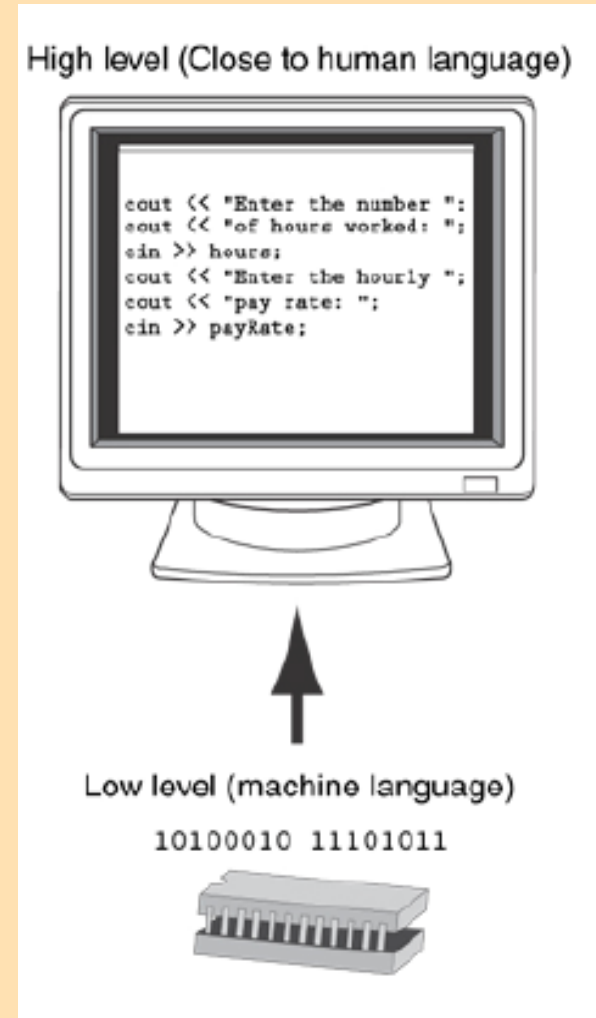 High level (Close to human language)
cout << "Enter the number ";
cout << "of hours worked: ";
cin >> hours;
cout << "Enter the hourly ";
cout << "pay rate: ";
cin >> payRate;
Low level (machine language)
10100010 11101011